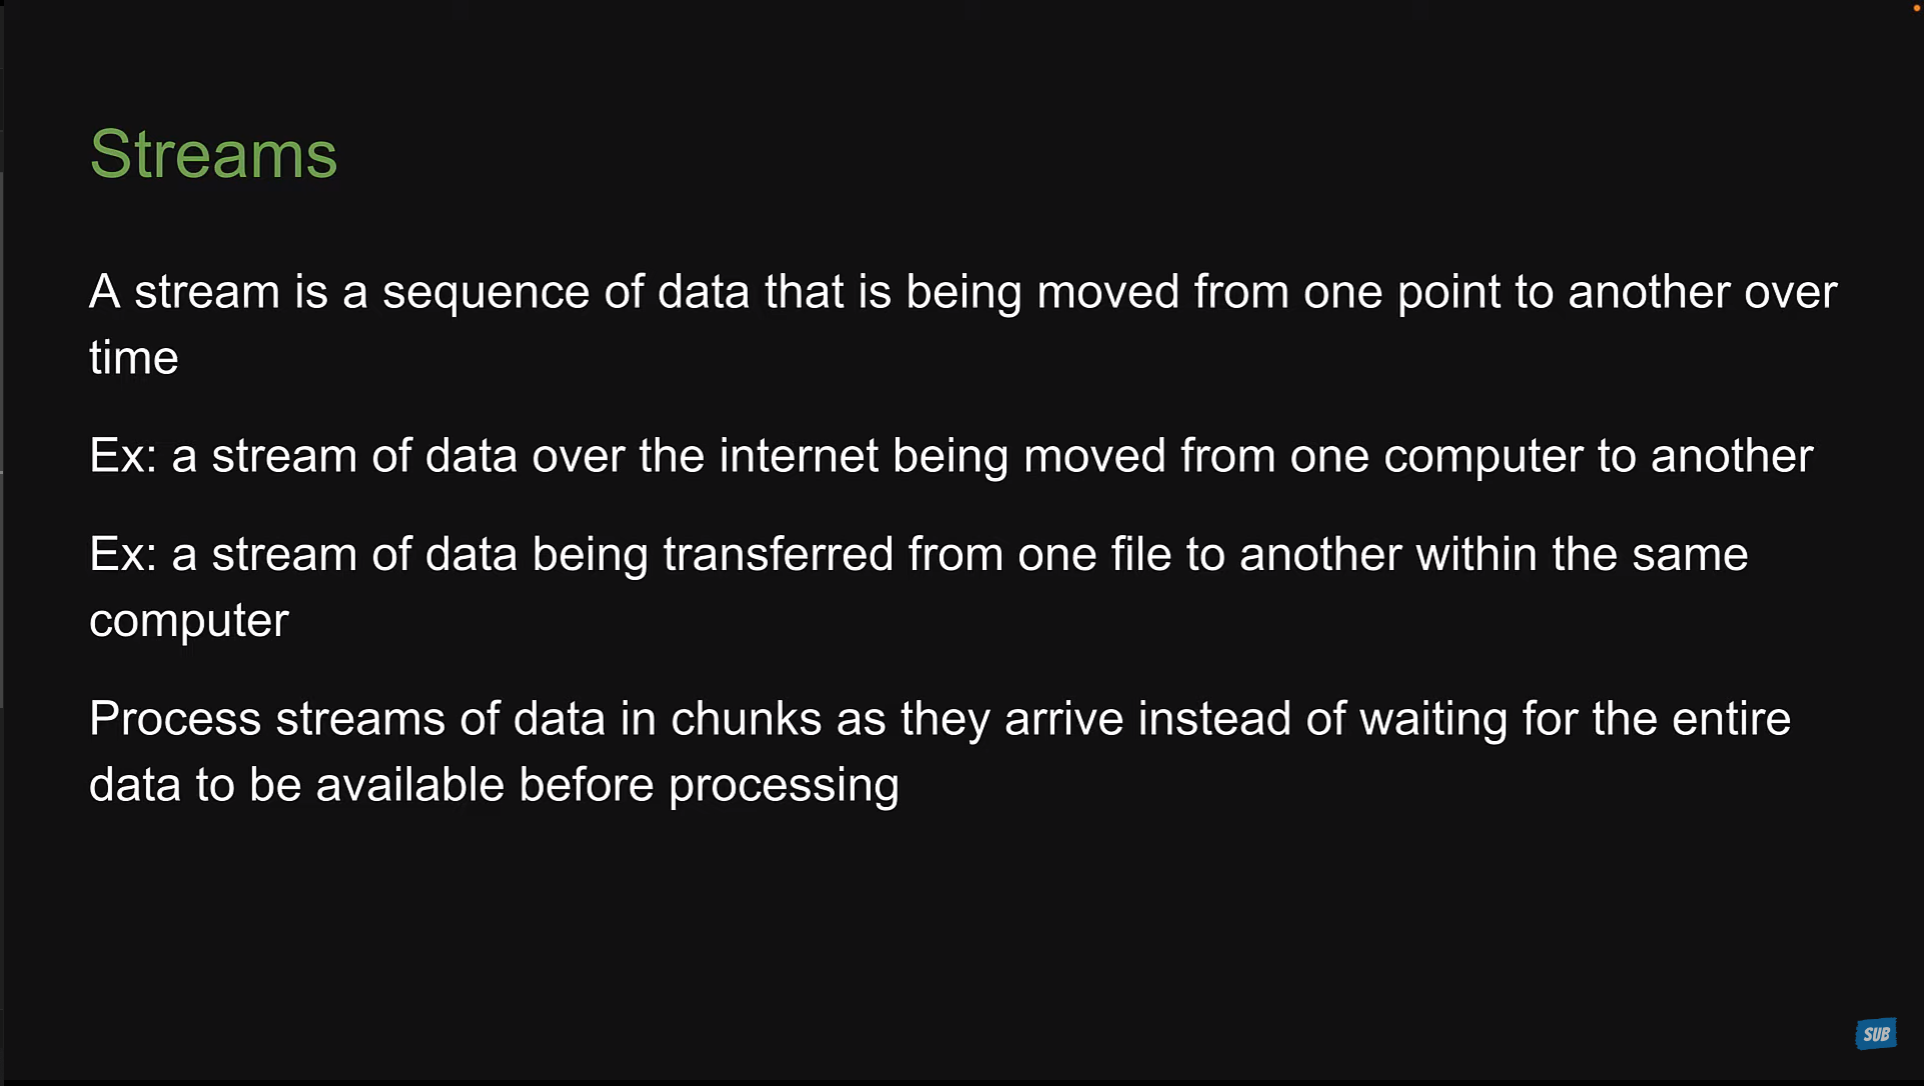 Streams
A stream is a sequence of data that is being moved from one point to another over
time
Ex: a stream of data over the internet being moved from one computer to another
Ex: a stream of data being transferred from one file to another within the same
computer
Process streams of data in chunks as they arrive instead of waiting for the entire
data to be available before processing
SUB